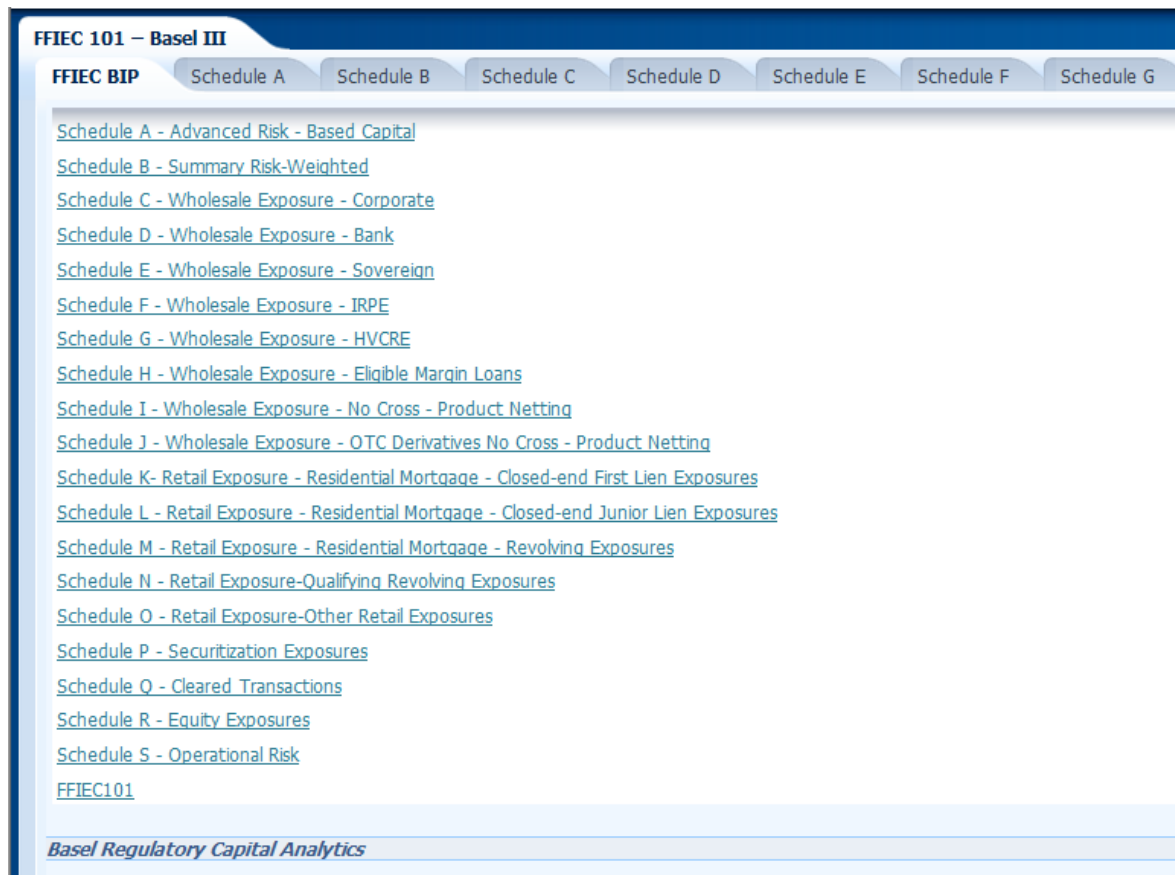 FFIEC 101 – Basel III
FFIEC BIP Schedule A Schedule B Schedule C Schedule D Schedule E Schedule F Schedule G
Schedule A - Advanced Risk - Based Capital
Schedule B - Summary Risk-Weighted
Schedule C - Wholesale Exposure - Corporate
Schedule D - Wholesale Exposure - Bank
Schedule E - Wholesale Exposure - Sovereign
Schedule F - Wholesale Exposure - IRPE
Schedule G - Wholesale Exposure - HVCRE
Schedule H - Wholesale Exposure - Eligible Margin Loans
Schedule I - Wholesale Exposure - No Cross - Product Netting
Schedule J - Wholesale Exposure - OTC Derivatives No Cross - Product Netting
Schedule K- Retail Exposure - Residential Mortgage - Closed-end First Lien Exposures
Schedule L - Retail Exposure - Residential Mortgage - Closed-end Junior Lien Exposures
Schedule M - Retail Exposure - Residential Mortgage - Revolving Exposures
Schedule N - Retail Exposure-Qualifying Revolving Exposures
Schedule O - Retail Exposure-Other Retail Exposures
Schedule P - Securitization Exposures
Schedule Q - Cleared Transactions
Schedule R - Equity Exposures
Schedule S - Operational Risk
FFIEC101
Basel Regulatory Capital Analytics